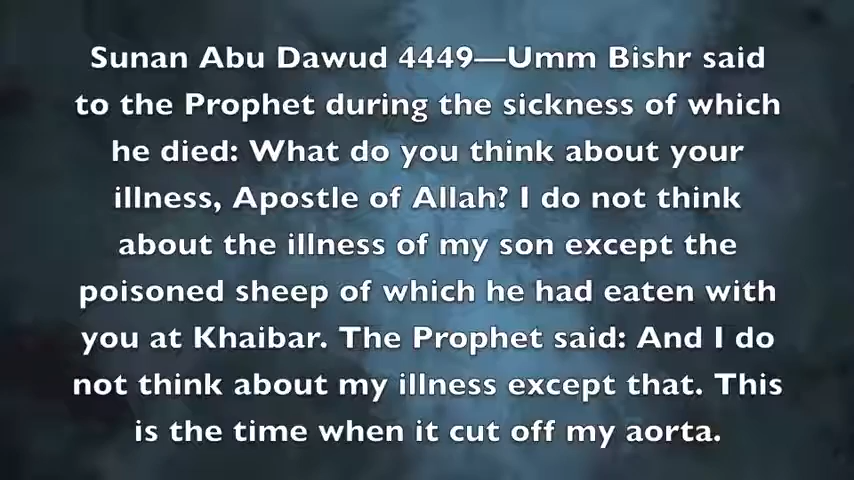 Sunan Abu Dawud 4449—Umm Bishr said
to the Prophet during the sickness of which
he died: What do you think about your
illness, Apostle of Allah? I do not think
about the illness of my son except the
poisoned sheep of which he had eaten with
you at Khaibar. The Prophet said: And I do
not think about my illness except that. This
is the time when it cut off my aorta.